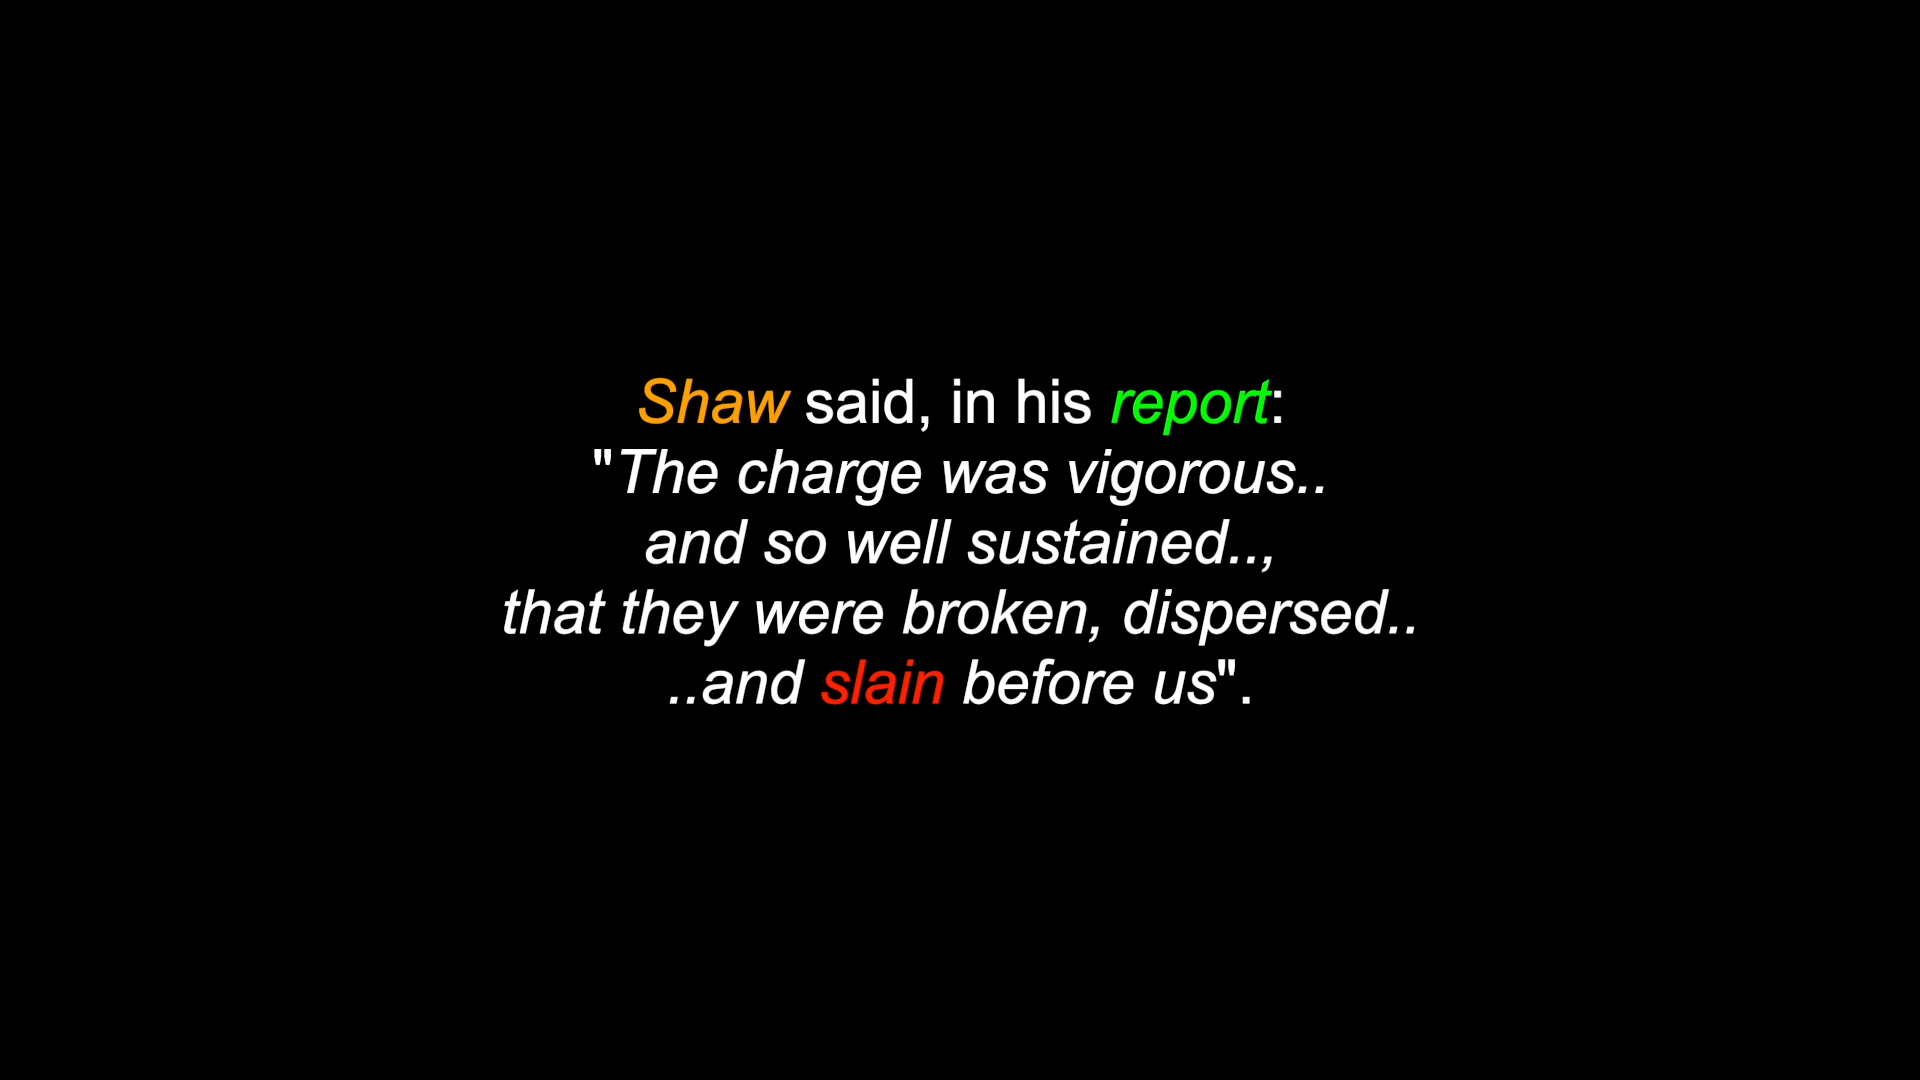 Shaw said, in his report:
"The charge was vigorous..
and so well sustained..,
that they were broken, dispersed..
..and slain before us".